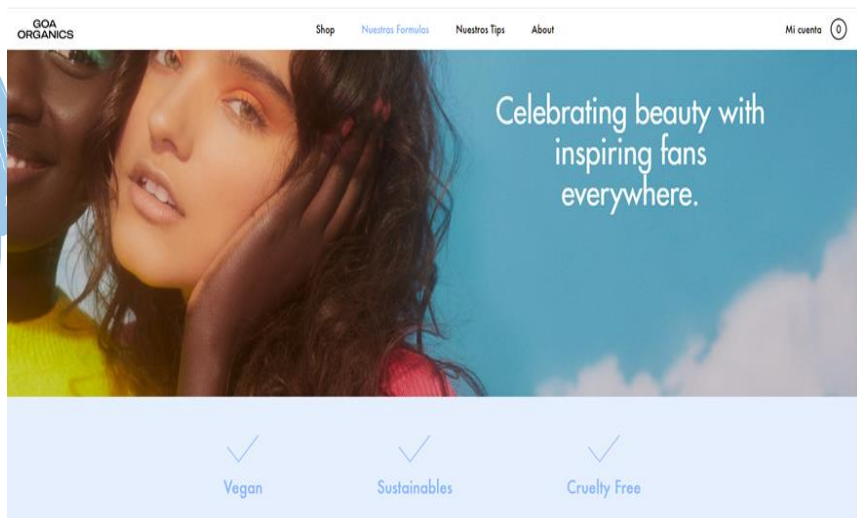 GOA
ORGANICS
Shop
Nuestras Formulas
Nuestros Tips
About
Mi cuenta
0
Celebrating beauty with
inspiring fans
everywhere.
Vegan
Sustainables
Cruelty Free